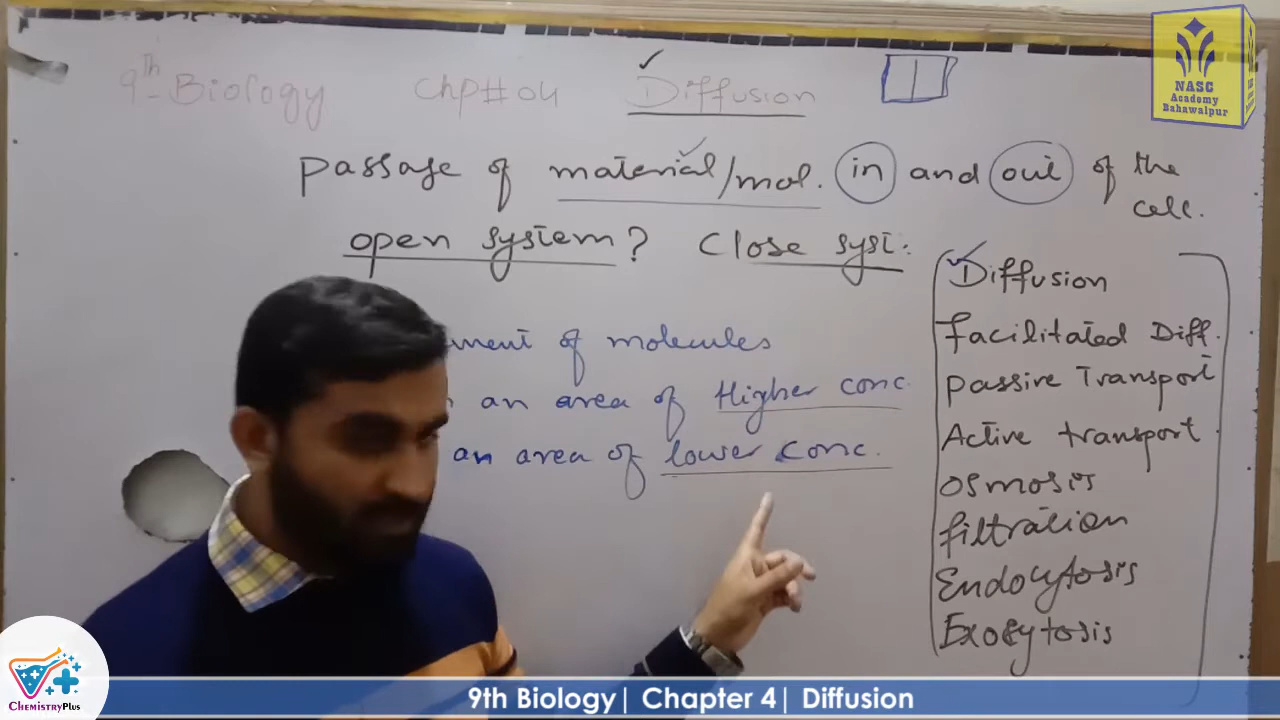 9th Biology Chp#04 Diffusion
passage of material/mol. in and out of the
cell.
open system? Close syst.
ment of molecules
an area of Higher conc.
an area of lower conc.
Diffusion
Facilitated Diff.
passive Transport
Active transport
Osmosis
filtration
Endocytosis
Exocytosis
NASC
Academy
Bahawalpur
ChemistryPlus
9th Biology| Chapter 4| Diffusion